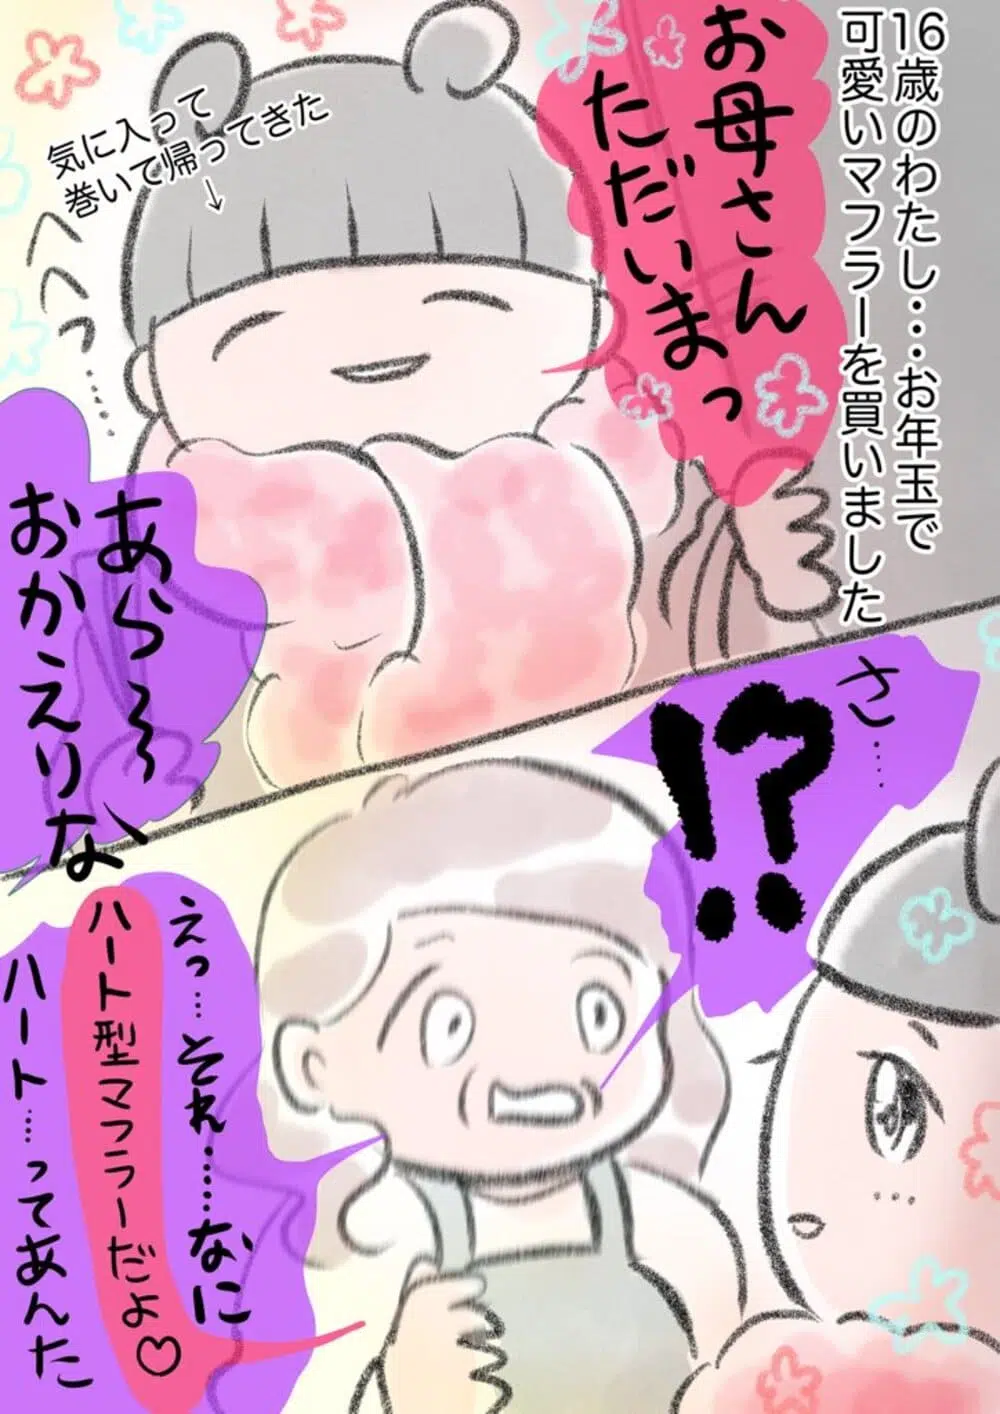 16歳のわたし・・・お年玉で
可愛いマフラーを買いました
お母さん
ただいまっ
気に入って
巻いて帰ってきた
↓
へへっ……
あら〜〜
おかえりな
さ……
!?
えっ…それ……なに
ハート型マフラーだよ♡
ハート…ってあんた